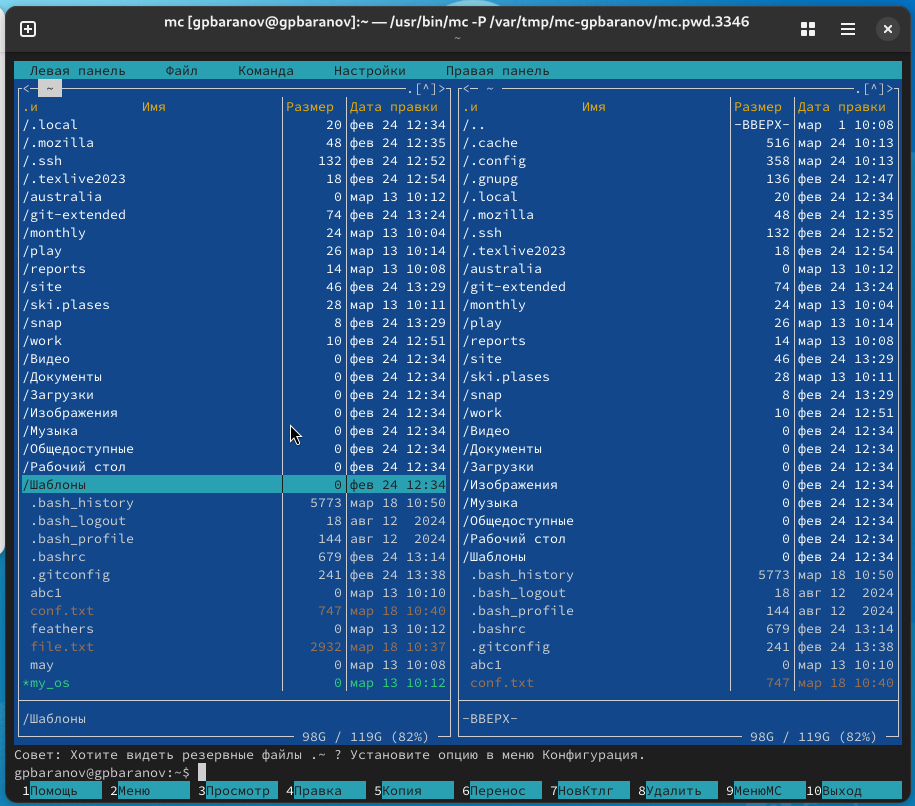 mc [gpbaranov@gpbaranov]:~ — /usr/bin/mc -P /var/tmp/mc-gpbaranov/mc.pwd.3346
~
Левая панель Файл Команда Настройки Правая панель
<─ ~ .[^]> <─ ~ .[^]>
.и Имя Размер Дата правки .и Имя Размер Дата правки
/.local 20 фев 24 12:34 /.. -ВВЕРХ- мар 1 10:08
/.mozilla 48 фев 24 12:35 /.cache 516 мар 24 10:13
/.ssh 132 фев 24 12:52 /.config 358 мар 24 10:13
/.texlive2023 18 фев 24 12:54 /.gnupg 136 фев 24 12:47
/australia 0 мар 13 10:12 /.local 20 фев 24 12:34
/git-extended 74 фев 24 13:24 /.mozilla 48 фев 24 12:35
/monthly 24 мар 13 10:04 /.ssh 132 фев 24 12:52
/play 26 мар 13 10:14 /.texlive2023 18 фев 24 12:54
/reports 14 мар 13 10:08 /australia 0 мар 13 10:12
/site 46 фев 24 13:29 /git-extended 74 фев 24 13:24
/ski.plases 28 мар 13 10:11 /monthly 24 мар 13 10:04
/snap 8 фев 24 13:29 /play 26 мар 13 10:14
/work 10 фев 24 12:51 /reports 14 мар 13 10:08
/Видео 0 фев 24 12:34 /site 46 фев 24 13:29
/Документы 0 фев 24 12:34 /ski.plases 28 мар 13 10:11
/Загрузки 0 фев 24 12:34 /snap 8 фев 24 13:29
/Изображения 0 фев 24 12:34 /work 10 фев 24 12:51
/Музыка 0 фев 24 12:34 /Видео 0 фев 24 12:34
/Общедоступные 0 фев 24 12:34 /Документы 0 фев 24 12:34
/Рабочий стол 0 фев 24 12:34 /Загрузки 0 фев 24 12:34
/Шаблоны 0 фев 24 12:34 /Изображения 0 фев 24 12:34
.bash_history 5773 мар 18 10:50 /Музыка 0 фев 24 12:34
.bash_logout 18 авг 12 2024 /Общедоступные 0 фев 24 12:34
.bash_profile 144 авг 12 2024 /Рабочий стол 0 фев 24 12:34
.bashrc 679 фев 24 13:14 /Шаблоны 0 фев 24 12:34
.gitconfig 241 фев 24 13:38 .bash_history 5773 мар 18 10:50
abc1 0 мар 13 10:10 .bash_logout 18 авг 12 2024
conf.txt 747 мар 18 10:40 .bash_profile 144 авг 12 2024
feathers 0 мар 13 10:12 .bashrc 679 фев 24 13:14
file.txt 2932 мар 18 10:37 .gitconfig 241 фев 24 13:38
may 0 мар 13 10:08 abc1 0 мар 13 10:10
*my_os 0 мар 13 10:12 conf.txt 747 мар 18 10:40
/Шаблоны -ВВЕРХ-
98G / 119G (82%) 98G / 119G (82%)
Совет: Хотите видеть резервные файлы .~ ? Установите опцию в меню Конфигурация.
gpbaranov@gpbaranov:~$
1Помощь 2Меню 3Просмотр 4Правка 5Копия 6Перенос 7НовКтлг 8Удалить 9МенюМС 10Выход